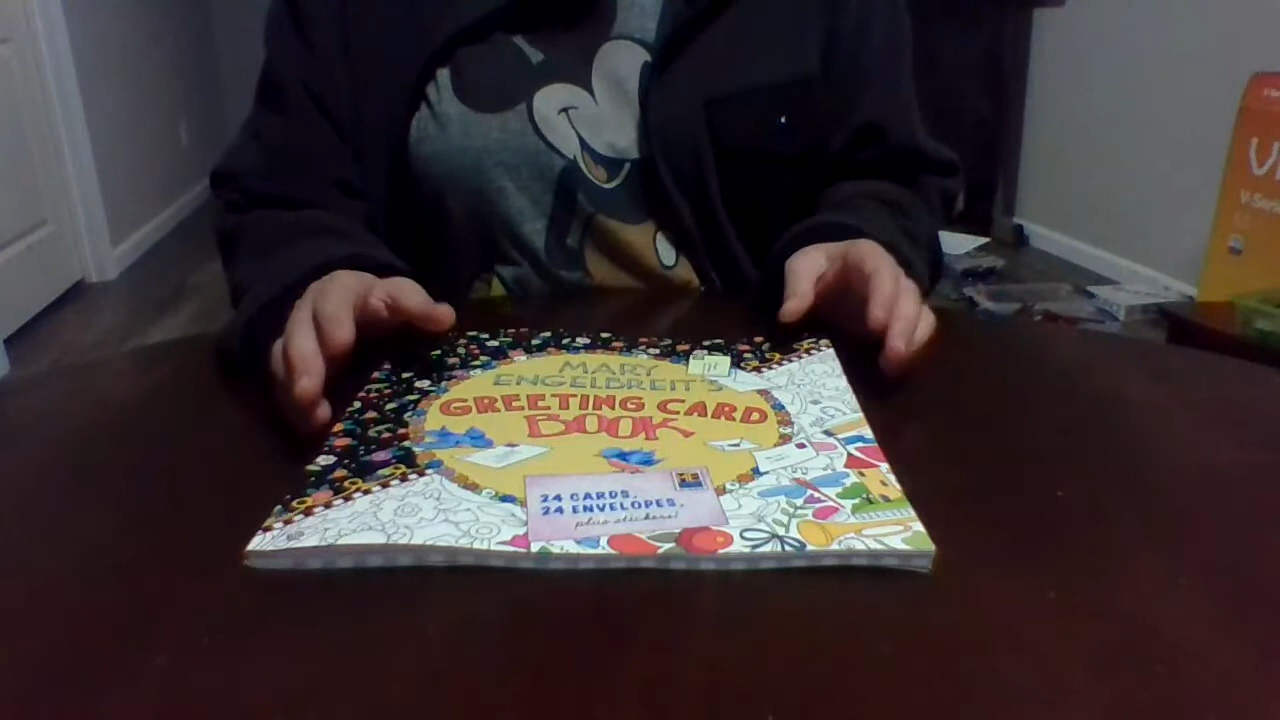 MARY
ENGELBREIT'S
GREETING CARD
BOOK
24 CARDS,
24 ENVELOPES,
plus stickers!